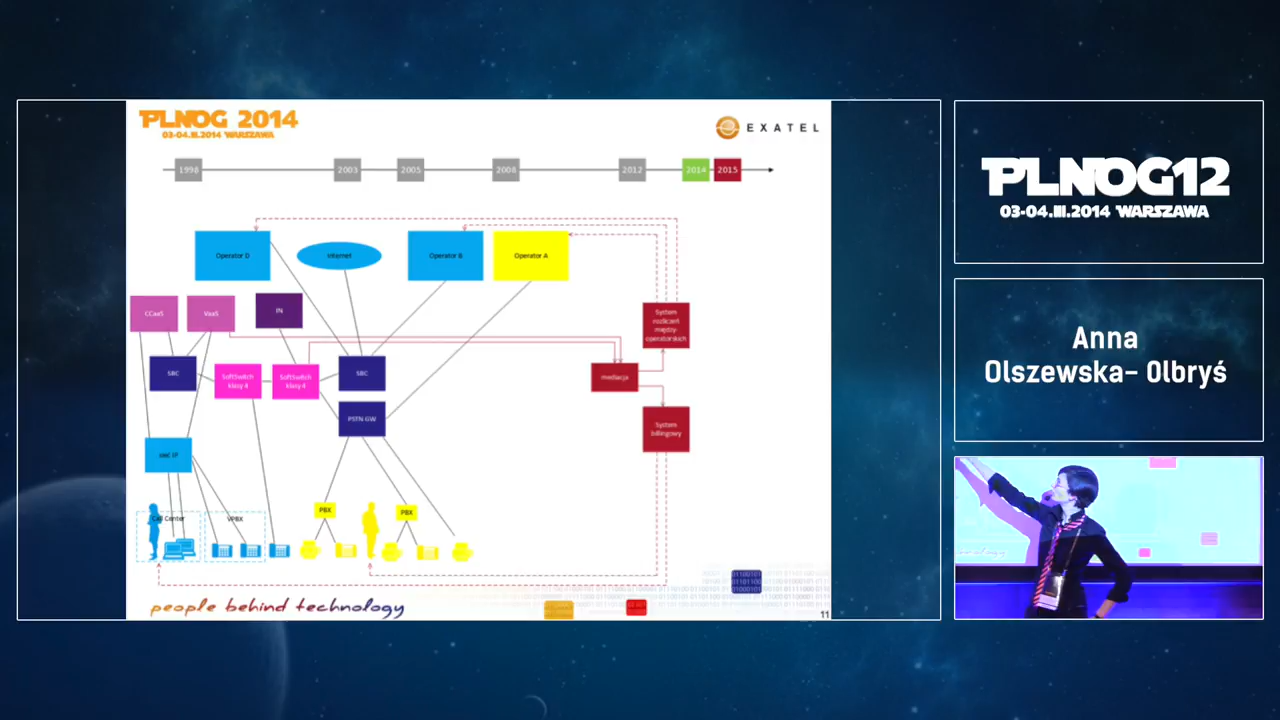 PLNOG 2014
03-04.III.2014 WARSZAWA
EXATEL
1996
2003
2005
2008
2012
2014
2015
Operator D
Internet
Operator B
Operator A
CCaaS
VaaS
IN
SBC
SoftSwitch
klasy 4
SoftSwitch
klasy 4
SBC
PSTN GW
System
rozliczeń
między-
operatorskich
mediacja
System
billingowy
PBX
PBX
Call Center
VPBX
people behind technology
11
PLNOG12
03-04.III.2014 WARSZAWA
Anna
Olszewska- Olbryś